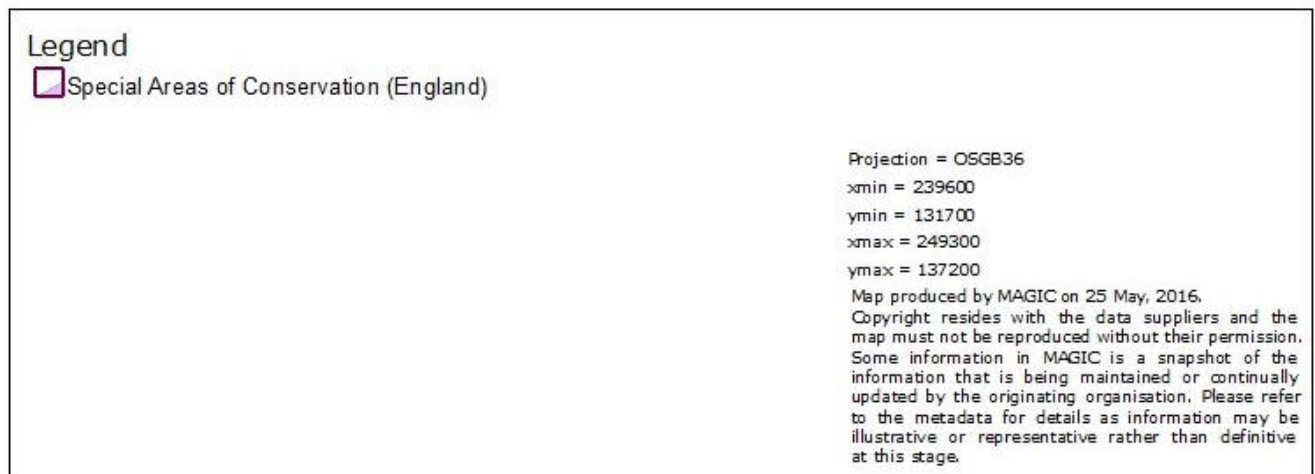 Legend
Special Areas of Conservation (England)
Projection = OSGB36
xmin = 239600
ymin = 131700
xmax = 249300
ymax = 137200
Map produced by MAGIC on 25 May, 2016.
Copyright resides with the data suppliers and the
map must not be reproduced without their permission.
Some information in MAGIC is a snapshot of the
information that is being maintained or continually
updated by the originating organisation. Please refer
to the metadata for details as information may be
illustrative or representative rather than definitive
at this stage.